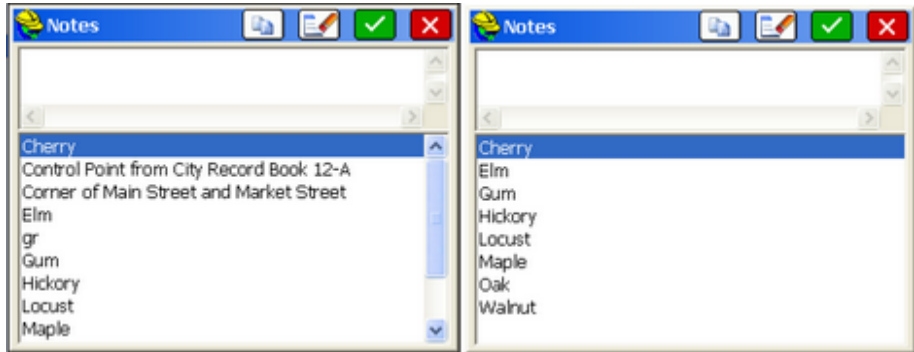 Notes
Cherry
Control Point from City Record Book 12-A
Corner of Main Street and Market Street
Elm
gr
Gum
Hickory
Locust
Maple
Notes
Cherry
Elm
Gum
Hickory
Locust
Maple
Oak
Walnut